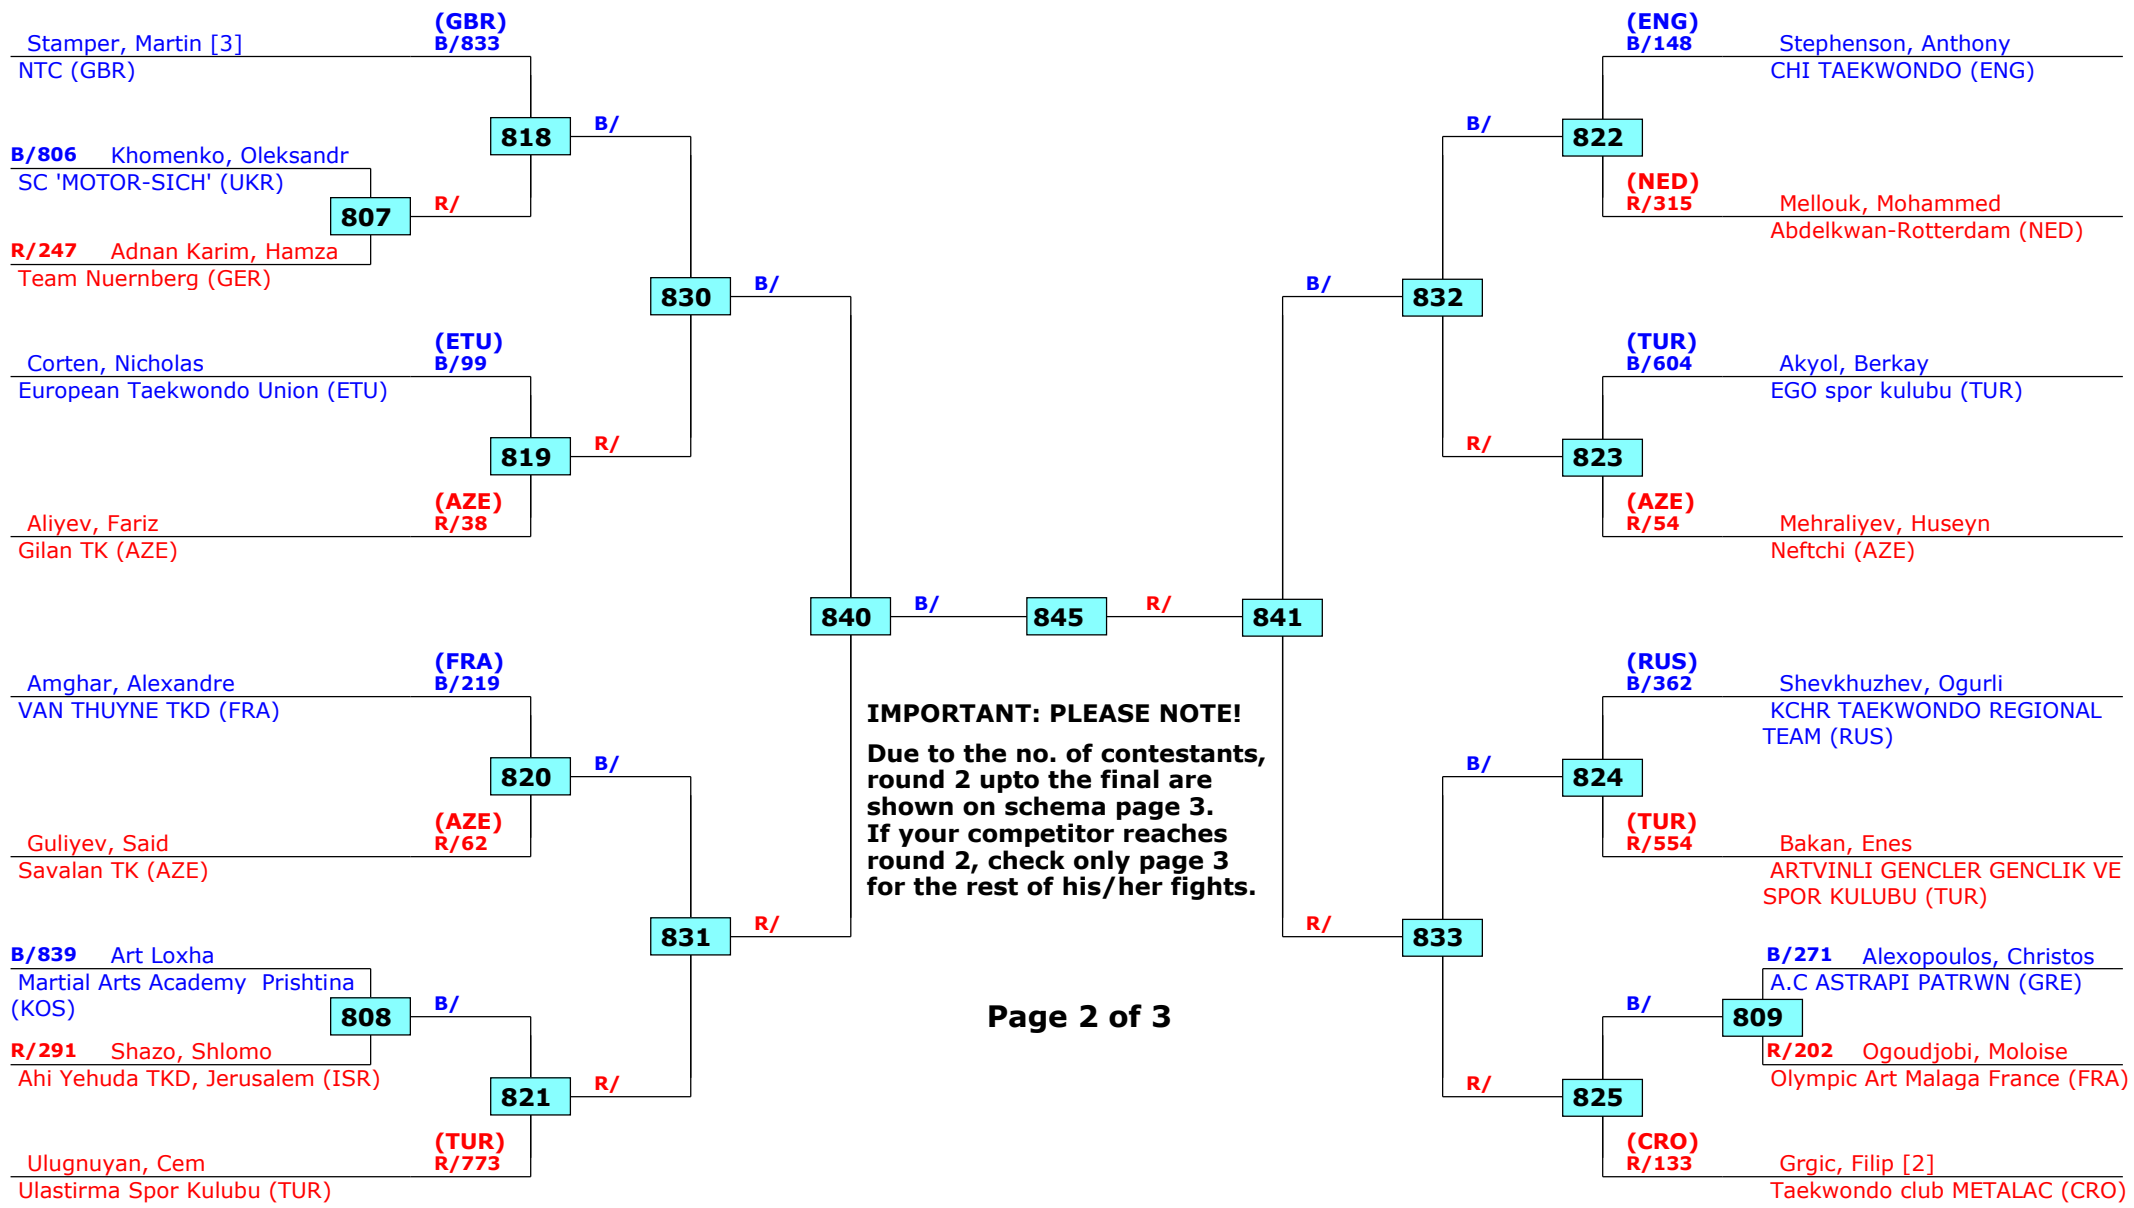 (GBR)
Stamper, Martin [3] B/833
NTC (GBR)
818
B/
B/806 Khomenko, Oleksandr
SC 'MOTOR-SICH' (UKR)
807
R/
R/247 Adnan Karim, Hamza
Team Nuernberg (GER)
830
B/
(ETU)
Corten, Nicholas B/99
European Taekwondo Union (ETU)
819
R/
(AZE)
Aliyev, Fariz R/38
Gilan TK (AZE)
840
B/
845
R/
841
(FRA)
Amghar, Alexandre B/219
VAN THUYNE TKD (FRA)
820
B/
(AZE)
Guliyev, Said R/62
Savalan TK (AZE)
831
R/
B/839 Art Loxha
Martial Arts Academy Prishtina
(KOS)
808
B/
R/291 Shazo, Shlomo
Ahi Yehuda TKD, Jerusalem (ISR)
821
R/
(TUR)
Ulugnuyan, Cem R/773
Ulastirma Spor Kulubu (TUR)
IMPORTANT: PLEASE NOTE!
Due to the no. of contestants,
round 2 upto the final are
shown on schema page 3.
If your competitor reaches
round 2, check only page 3
for the rest of his/her fights.
Page 2 of 3
(ENG)
B/148 Stephenson, Anthony
CHI TAEKWONDO (ENG)
B/
822
(NED)
R/315 Mellouk, Mohammed
Abdelkwan-Rotterdam (NED)
B/
832
(TUR)
B/604 Akyol, Berkay
EGO spor kulubu (TUR)
R/
823
(AZE)
R/54 Mehraliyev, Huseyn
Neftchi (AZE)
(RUS)
B/362 Shevkhuzhev, Ogurli
KCHR TAEKWONDO REGIONAL
TEAM (RUS)
B/
824
(TUR)
R/554 Bakan, Enes
ARTVINLI GENCLER GENCLIK VE
SPOR KULUBU (TUR)
R/
833
B/271 Alexopoulos, Christos
A.C ASTRAPI PATRWN (GRE)
B/
809
R/202 Ogoudjobi, Moloise
Olympic Art Malaga France (FRA)
R/
825
(CRO)
R/133 Grgic, Filip [2]
Taekwondo club METALAC (CRO)